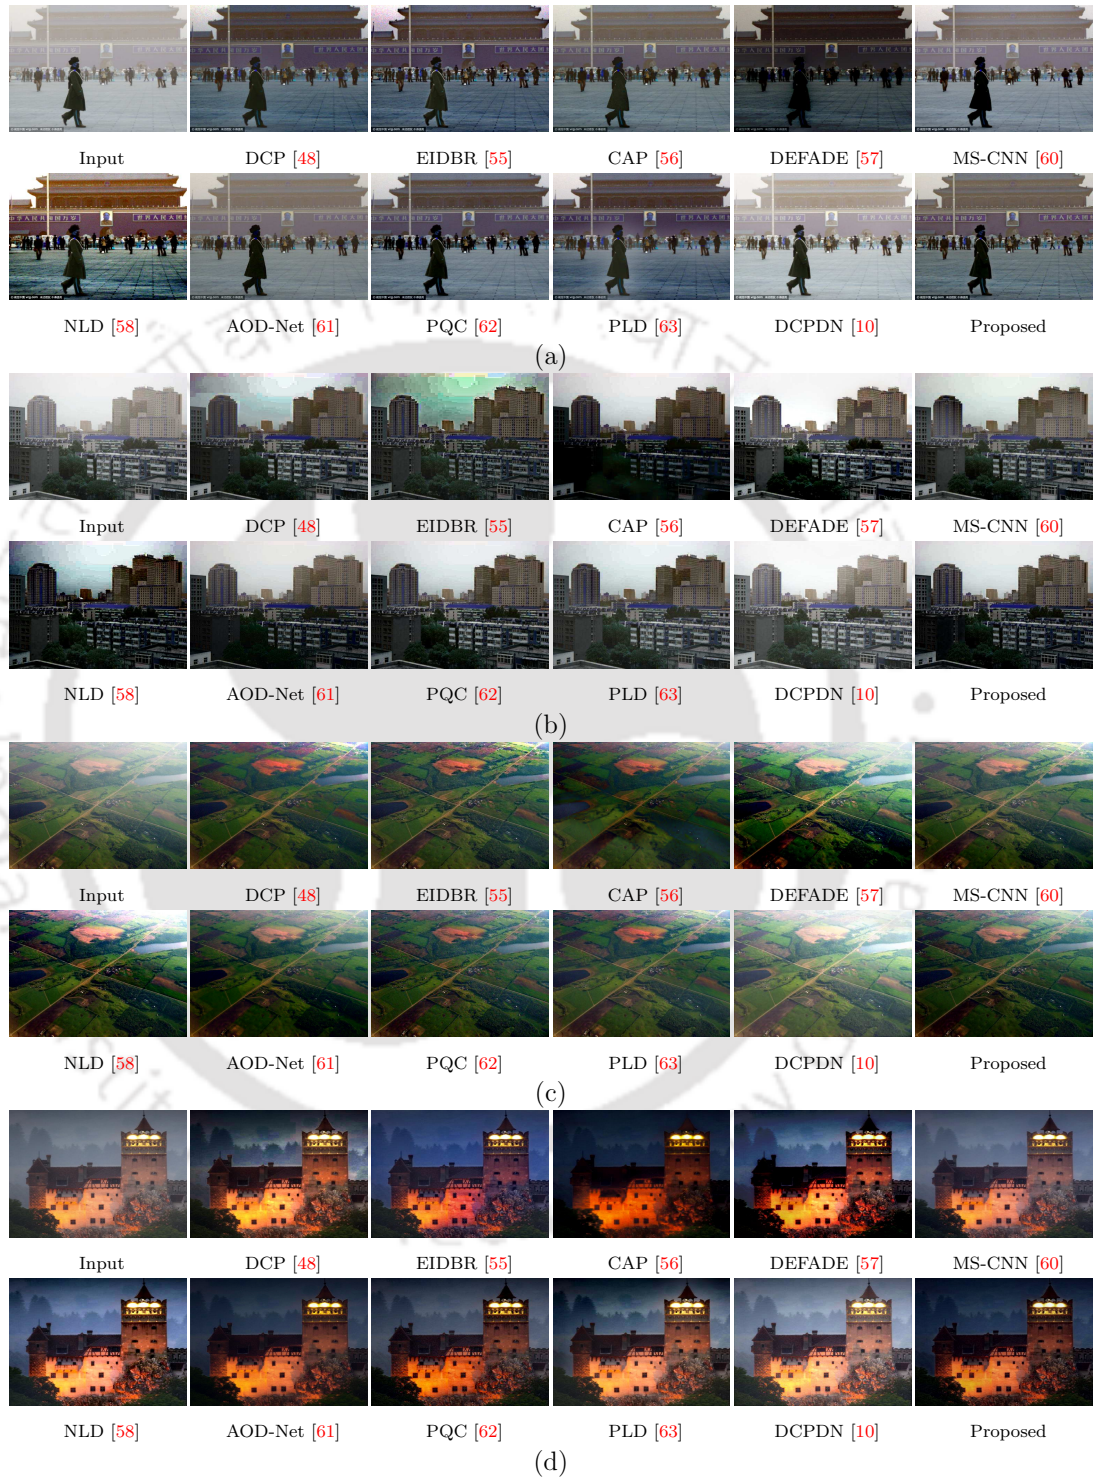 Input DCP [48] EIDBR [55] CAP [56] DEFADE [57] MS-CNN [60]
NLD [58] AOD-Net [61] PQC [62] PLD [63] DCPDN [10] Proposed
(a)
Input DCP [48] EIDBR [55] CAP [56] DEFADE [57] MS-CNN [60]
NLD [58] AOD-Net [61] PQC [62] PLD [63] DCPDN [10] Proposed
(b)
Input DCP [48] EIDBR [55] CAP [56] DEFADE [57] MS-CNN [60]
NLD [58] AOD-Net [61] PQC [62] PLD [63] DCPDN [10] Proposed
(c)
Input DCP [48] EIDBR [55] CAP [56] DEFADE [57] MS-CNN [60]
NLD [58] AOD-Net [61] PQC [62] PLD [63] DCPDN [10] Proposed
(d)